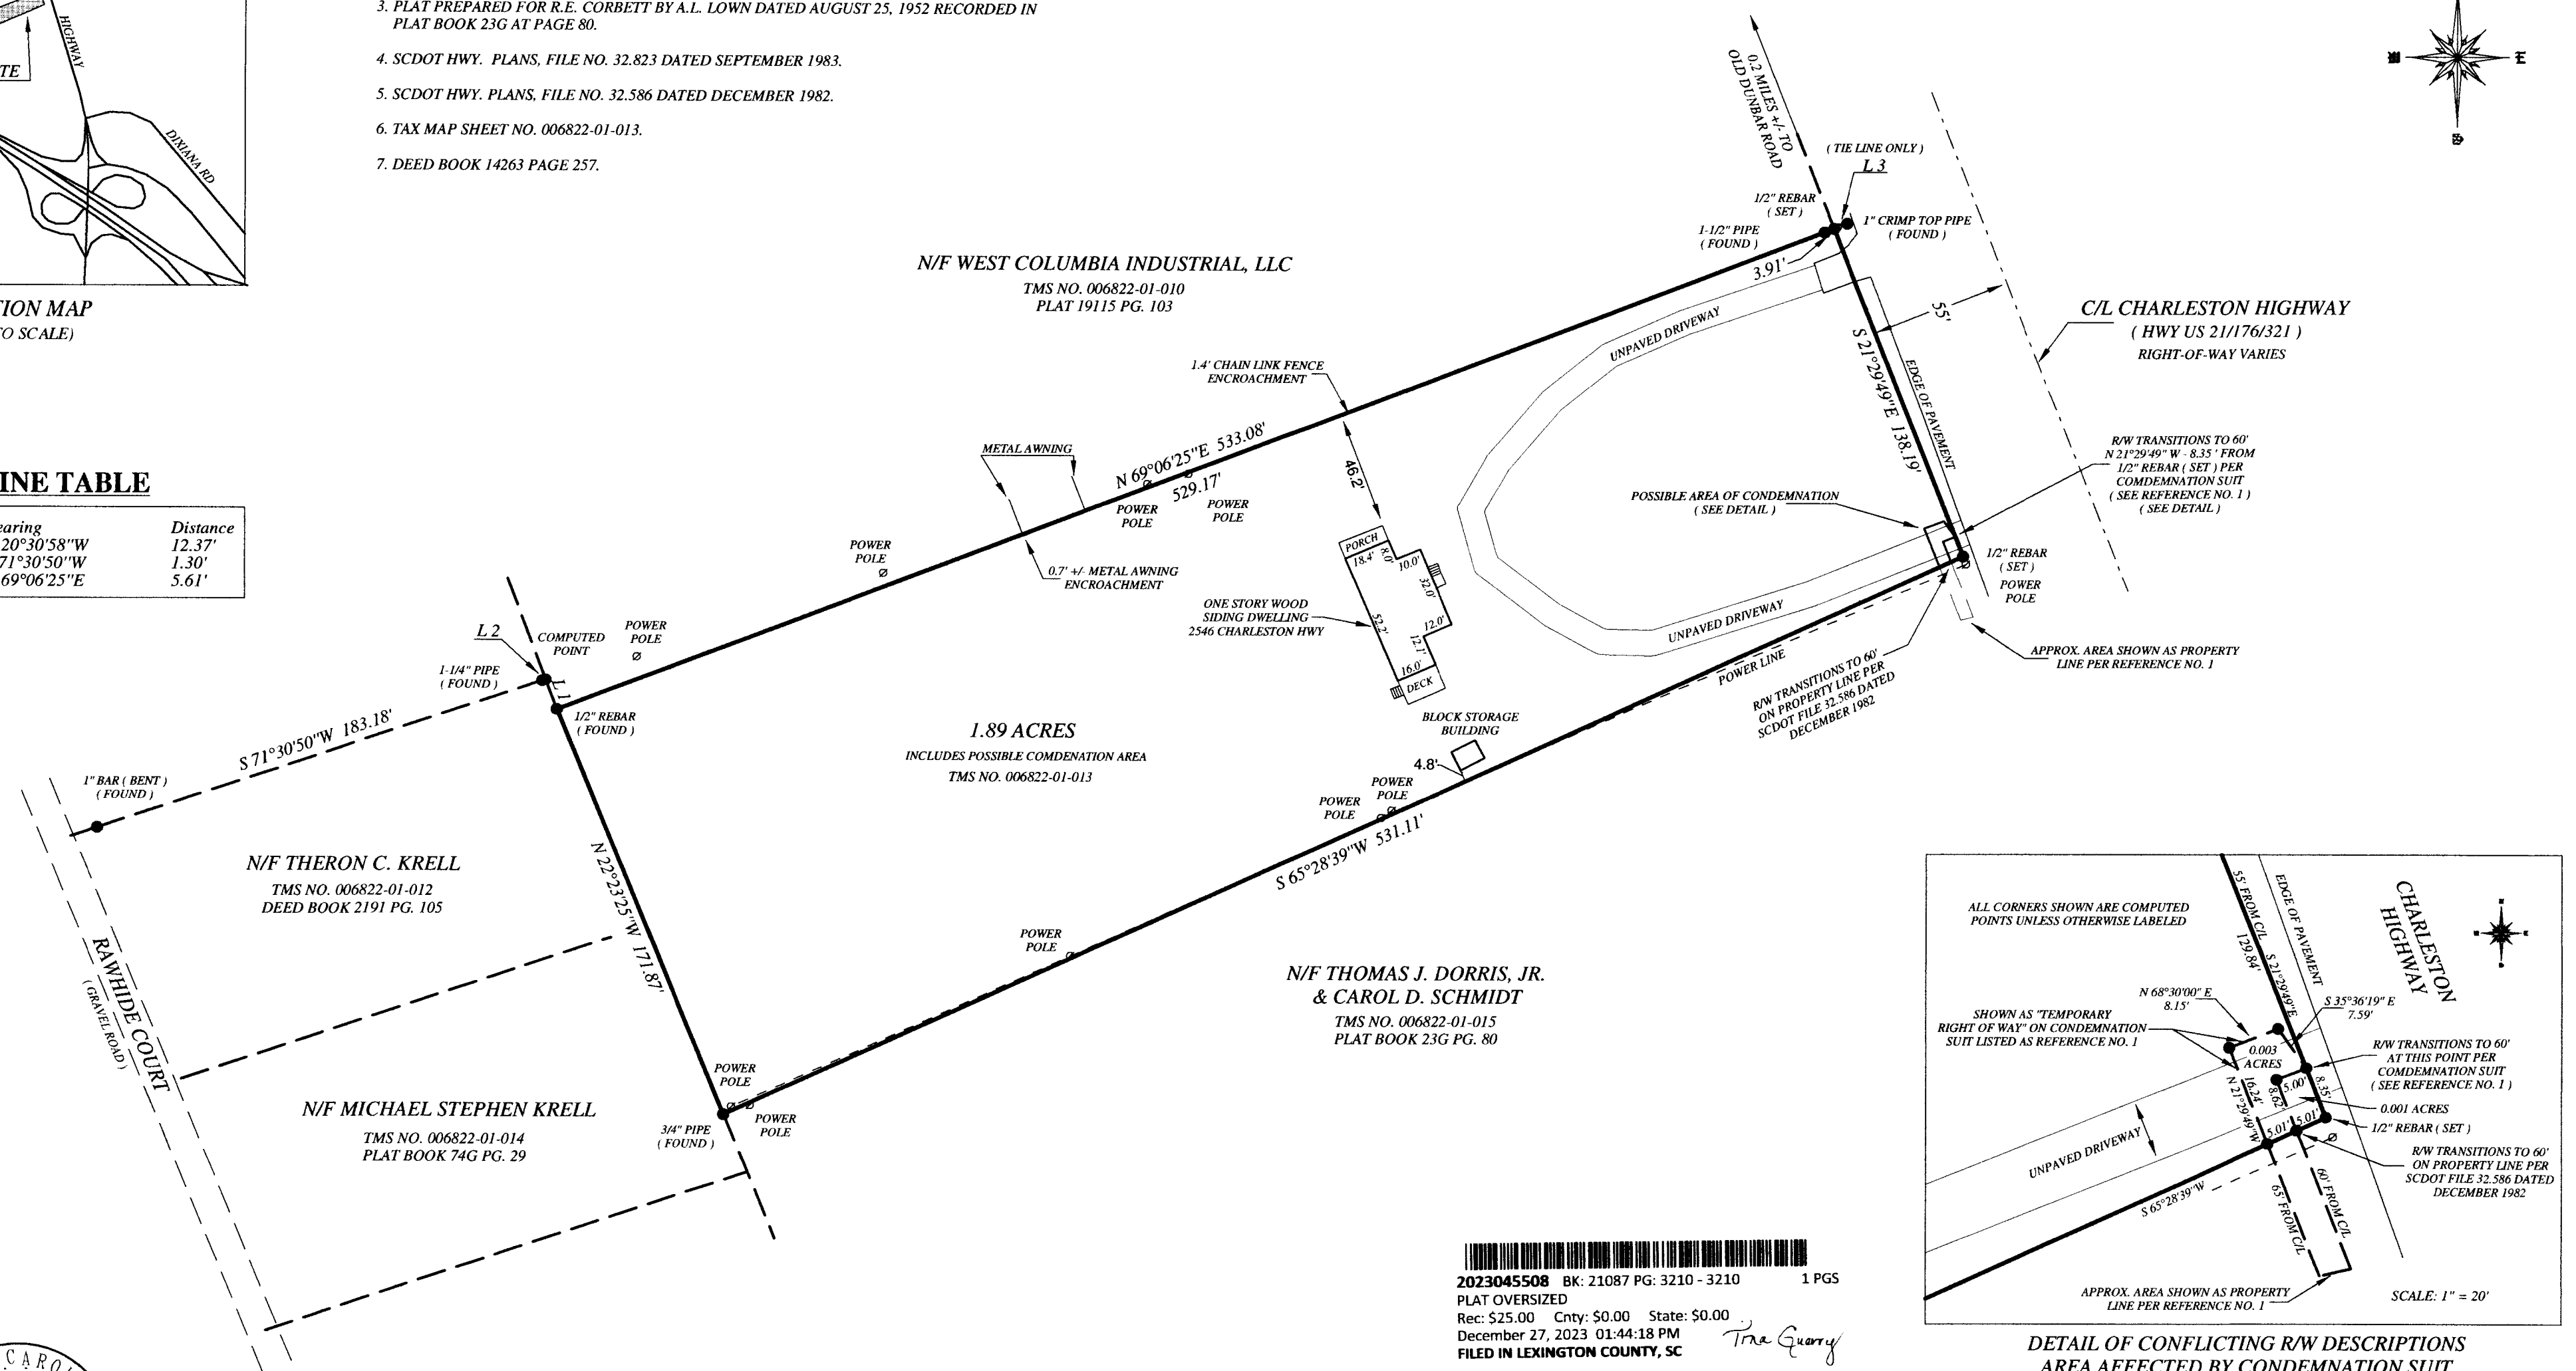 3. PLAT PREPARED FOR R.E. CORBETT BY A.L. LOWN DATED AUGUST 25, 1952 RECORDED IN
PLAT BOOK 23G AT PAGE 80.
4. SCDOT HWY. PLANS, FILE NO. 32.823 DATED SEPTEMBER 1983.
5. SCDOT HWY. PLANS, FILE NO. 32.586 DATED DECEMBER 1982.
6. TAX MAP SHEET NO. 006822-01-013.
7. DEED BOOK 14263 PAGE 257.
HIGHWAY
TE
DIXIANA RD
TION MAP
TO SCALE)
INE TABLE
earing Distance
20°30'58"W 12.37'
71°30'50"W 1.30'
69°06'25"E 5.61'
0.2 MILES +/- TO
OLD DUNBAR ROAD
( TIE LINE ONLY )
L 3
1/2" REBAR
( SET )
1" CRIMP TOP PIPE
( FOUND )
1-1/2" PIPE
( FOUND )
3.91'
E
N/F WEST COLUMBIA INDUSTRIAL, LLC
TMS NO. 006822-01-010
PLAT 19115 PG. 103
UNPAVED DRIVEWAY
55'
C/L CHARLESTON HIGHWAY
( HWY US 21/176/321 )
RIGHT-OF-WAY VARIES
S 21°29'49"E 138.19'
EDGE OF PAVEMENT
1.4' CHAIN LINK FENCE
ENCROACHMENT
METAL AWNING
N 69°06'25"E 533.08'
529.17'
POWER
POLE
POWER
POLE
46.2'
R/W TRANSITIONS TO 60'
N 21°29'49" W - 8.35 ' FROM
1/2" REBAR ( SET ) PER
COMDEMNATION SUIT
( SEE REFERENCE NO. 1 )
( SEE DETAIL )
POSSIBLE AREA OF CONDEMNATION
( SEE DETAIL )
POWER
POLE
0.7' +/- METAL AWNING
ENCROACHMENT
PORCH
18.4'
8.0'
10.0'
32.0'
12.0'
12.1'
52.2'
16.0'
DECK
ONE STORY WOOD
SIDING DWELLING
2546 CHARLESTON HWY
UNPAVED DRIVEWAY
1/2" REBAR
( SET )
POWER
POLE
POWER LINE
R/W TRANSITIONS TO 60'
ON PROPERTY LINE PER
SCDOT FILE 32.586 DATED
DECEMBER 1982
APPROX. AREA SHOWN AS PROPERTY
LINE PER REFERENCE NO. 1
L 2
COMPUTED
POINT
POWER
POLE
1-1/4" PIPE
( FOUND )
L 1
1/2" REBAR
( FOUND )
S 71°30'50"W 183.18'
1" BAR ( BENT )
( FOUND )
1.89 ACRES
INCLUDES POSSIBLE COMDENATION AREA
TMS NO. 006822-01-013
BLOCK STORAGE
BUILDING
4.8'
POWER
POLE
POWER
POLE
S 65°28'39"W 531.11'
N/F THERON C. KRELL
TMS NO. 006822-01-012
DEED BOOK 2191 PG. 105
N 22°23'25"W 171.87'
RAWHIDE COURT
( GRAVEL ROAD )
POWER
POLE
N/F THOMAS J. DORRIS, JR.
& CAROL D. SCHMIDT
TMS NO. 006822-01-015
PLAT BOOK 23G PG. 80
POWER
POLE
POWER
POLE
3/4" PIPE
( FOUND )
N/F MICHAEL STEPHEN KRELL
TMS NO. 006822-01-014
PLAT BOOK 74G PG. 29
ALL CORNERS SHOWN ARE COMPUTED
POINTS UNLESS OTHERWISE LABELED
55' FROM C/L
129.84'
S 21°29'49"E
EDGE OF PAVEMENT
CHARLESTON
HIGHWAY
N 68°30'00" E
8.15'
S 35°36'19" E
7.59'
SHOWN AS "TEMPORARY
RIGHT OF WAY" ON CONDEMNATION
SUIT LISTED AS REFERENCE NO. 1
0.003
ACRES
R/W TRANSITIONS TO 60'
AT THIS POINT PER
COMDEMNATION SUIT
( SEE REFERENCE NO. 1 )
16.24'
N 21°29'49"W
8.62'
5.00'
8.35'
0.001 ACRES
5.01'
5.01'
1/2" REBAR ( SET )
UNPAVED DRIVEWAY
R/W TRANSITIONS TO 60'
ON PROPERTY LINE PER
SCDOT FILE 32.586 DATED
DECEMBER 1982
S 65°28'39"W
65' FROM C/L
60' FROM C/L
APPROX. AREA SHOWN AS PROPERTY
LINE PER REFERENCE NO. 1
SCALE: 1" = 20'
DETAIL OF CONFLICTING R/W DESCRIPTIONS
AREA AFFECTED BY CONDEMNATION SUIT
2023045508 BK: 21087 PG: 3210 - 3210 1 PGS
PLAT OVERSIZED
Rec: $25.00 Cnty: $0.00 State: $0.00
December 27, 2023 01:44:18 PM
FILED IN LEXINGTON COUNTY, SC
CARO